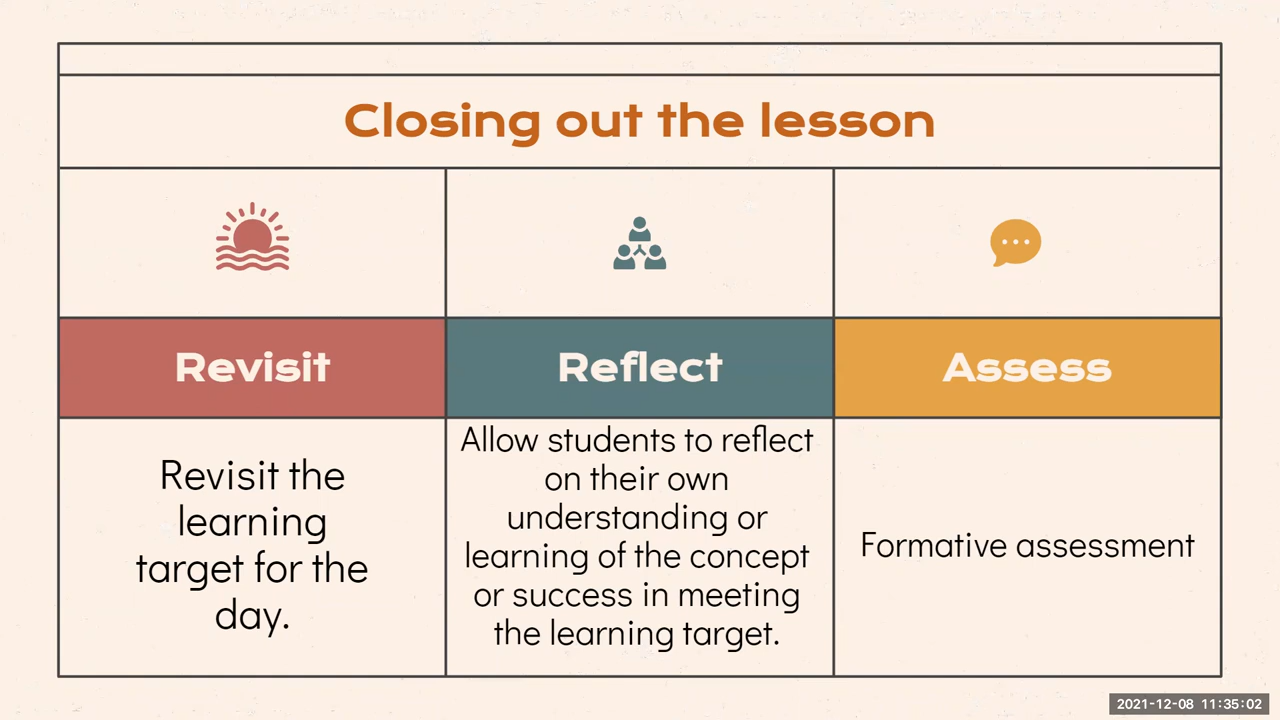 Closing out the lesson
Revisit
Reflect
Assess
Revisit the
learning
target for the
day.
Allow students to reflect
on their own
understanding or
learning of the concept
or success in meeting
the learning target.
Formative assessment
2021-12-08 11:35:02